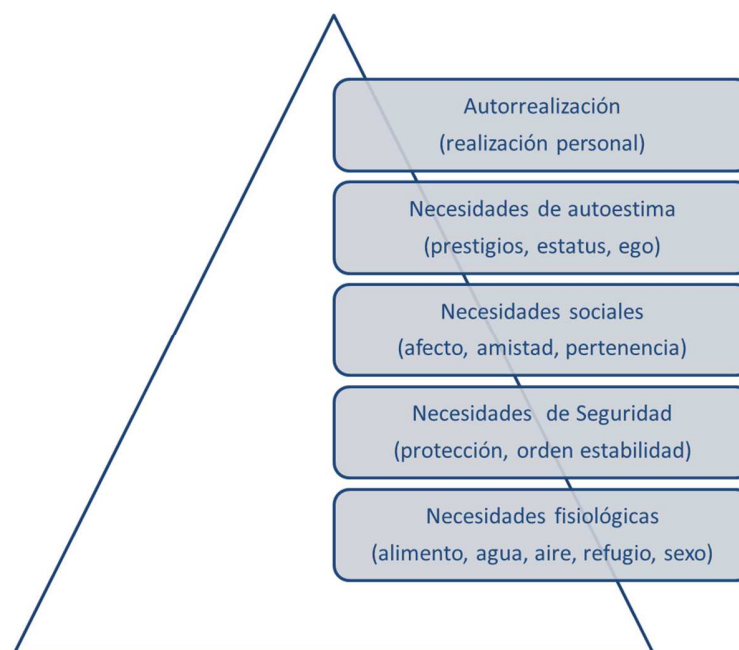 Autorrealización
(realización personal)
Necesidades de autoestima
(prestigios, estatus, ego)
Necesidades sociales
(afecto, amistad, pertenencia)
Necesidades de Seguridad
(protección, orden estabilidad)
Necesidades fisiológicas
(alimento, agua, aire, refugio, sexo)